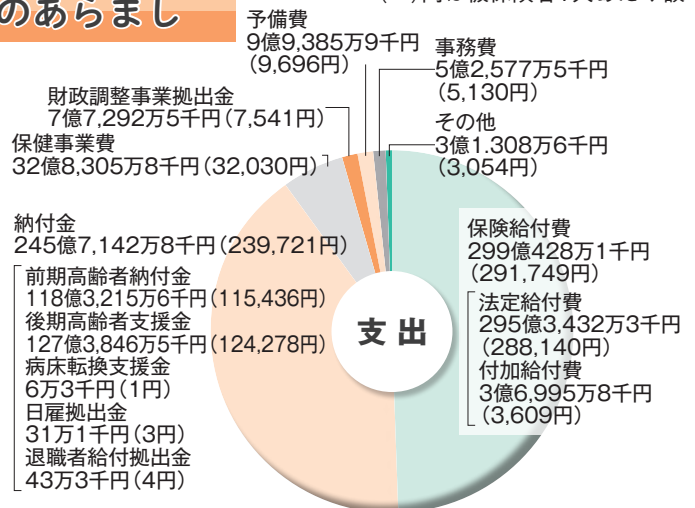 のあらまし
予備費
9億9,385万9千円
(9,696円)
事務費
5億2,577万5千円
(5,130円)
財政調整事業拠出金
7億7,292万5千円(7,541円)
その他
3億1.308万6千円
(3,054円)
保健事業費
32億8,305万8千円(32,030円)
納付金
245億7,142万8千円(239,721円)
前期高齢者納付金
118億3,215万6千円(115,436円)
後期高齢者支援金
127億3,846万5千円(124,278円)
病床転換支援金
6万3千円(1円)
日雇拠出金
31万1千円(3円)
退職者給付拠出金
43万3千円(4円)
支出
保険給付費
299億428万1千円
(291,749円)
法定給付費
295億3,432万3千円
(288,140円)
付加給付費
3億6,995万8千円
(3,609円)